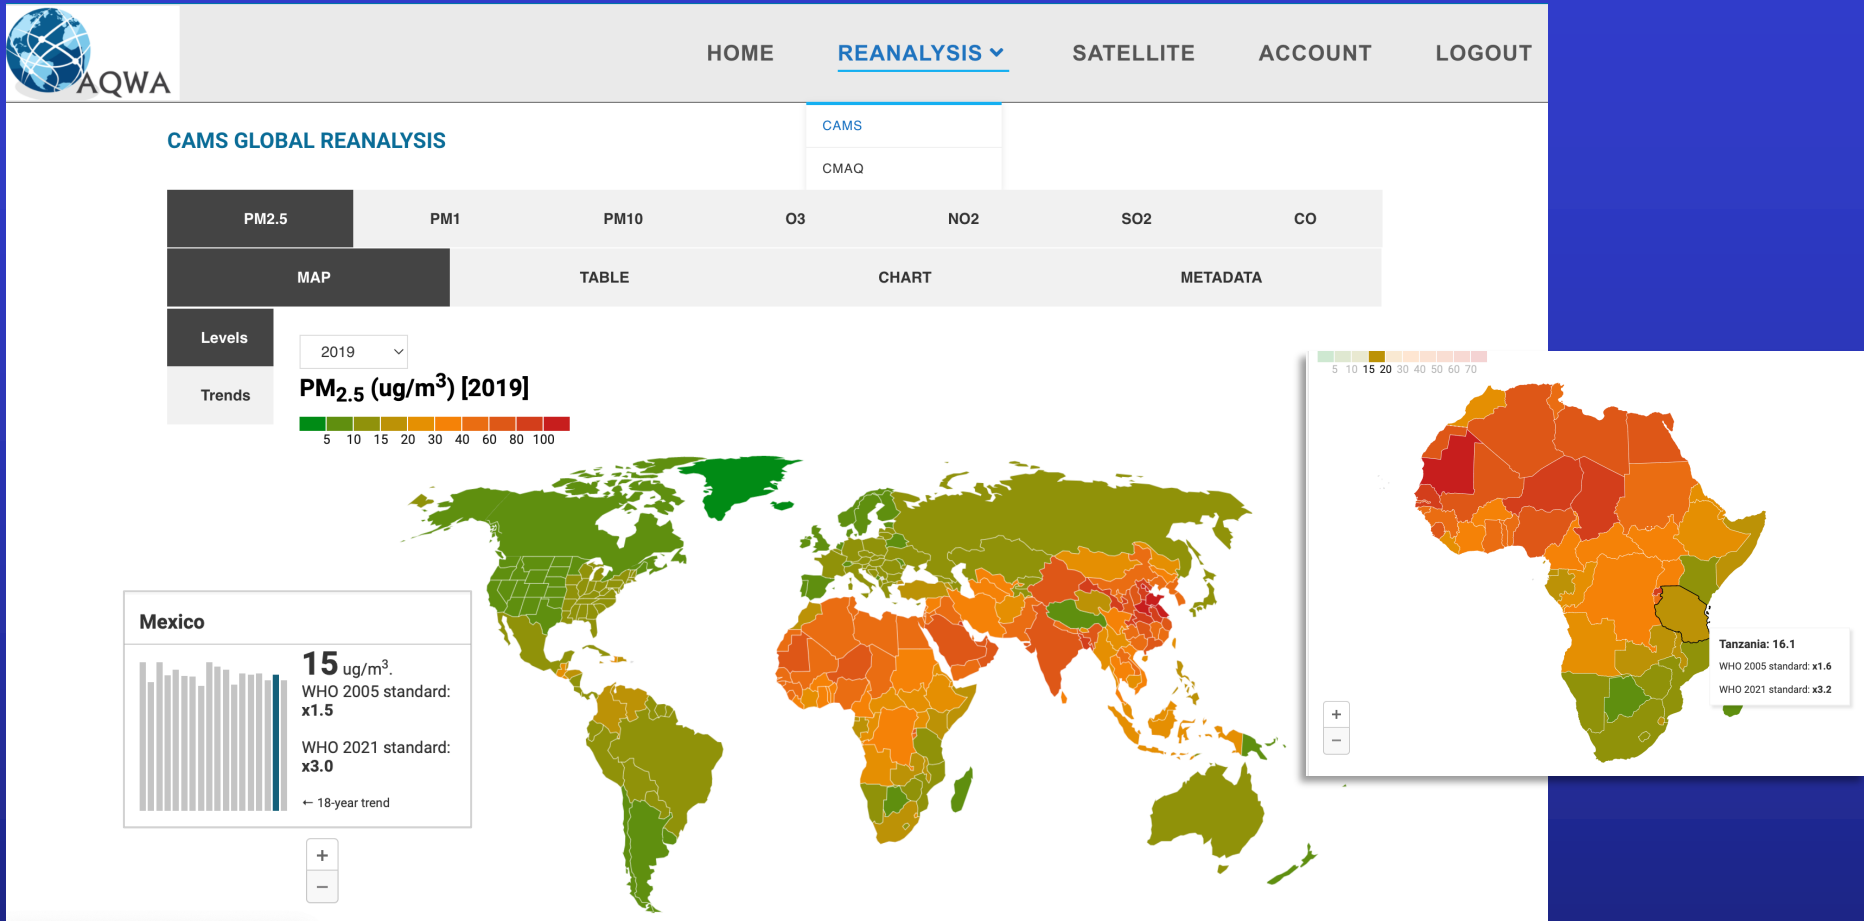 AQWA
HOME
REANALYSIS
SATELLITE
ACCOUNT
LOGOUT
CAMS
CMAQ
CAMS GLOBAL REANALYSIS
PM2.5
PM1
PM10
O3
NO2
SO2
CO
MAP
TABLE
CHART
METADATA
Levels
Trends
2019
PM2.5 (ug/m3) [2019]
5 10 15 20 30 40 60 80 100
Mexico
15 ug/m3.
WHO 2005 standard:
x1.5
WHO 2021 standard:
x3.0
← 18-year trend
+
−
5 10 15 20 30 40 50 60 70
Tanzania: 16.1
WHO 2005 standard: x1.6
WHO 2021 standard: x3.2
+
−